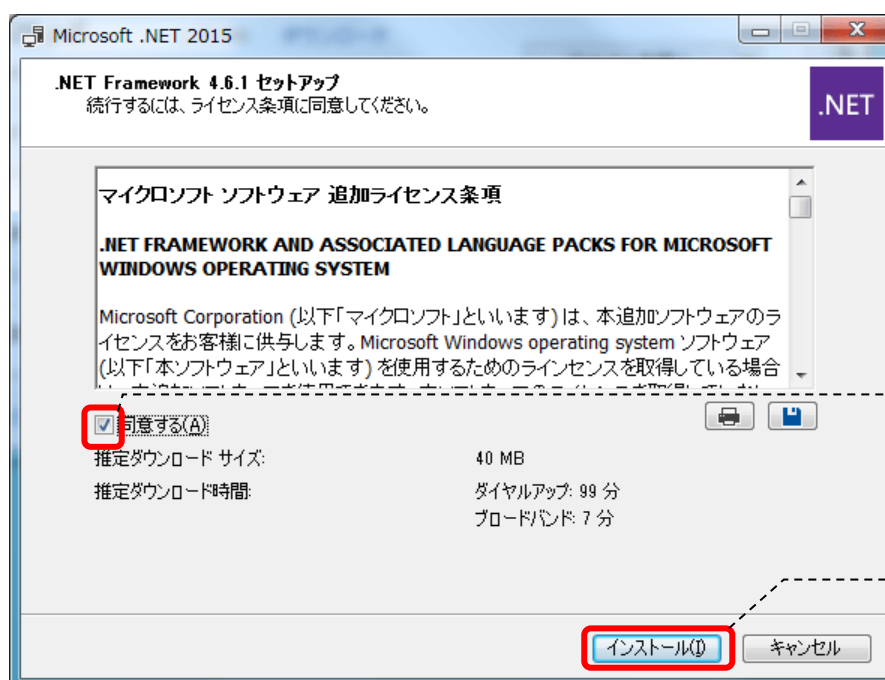 Microsoft .NET 2015
.NET Framework 4.6.1 セットアップ
続行するには、ライセンス条項に同意してください。
.NET
マイクロソフト ソフトウェア 追加ライセンス条項
.NET FRAMEWORK AND ASSOCIATED LANGUAGE PACKS FOR MICROSOFT
WINDOWS OPERATING SYSTEM
Microsoft Corporation (以下「マイクロソフト」といいます) は、本追加ソフトウェアのラ
イセンスをお客様に供与します。Microsoft Windows operating system ソフトウェア
(以下「本ソフトウェア」といいます) を使用するためのラインセンスを取得している場合
同意する(A)
推定ダウンロード サイズ:
40 MB
推定ダウンロード時間:
ダイヤルアップ: 99 分
ブロードバンド: 7 分
インストール(I)
キャンセル